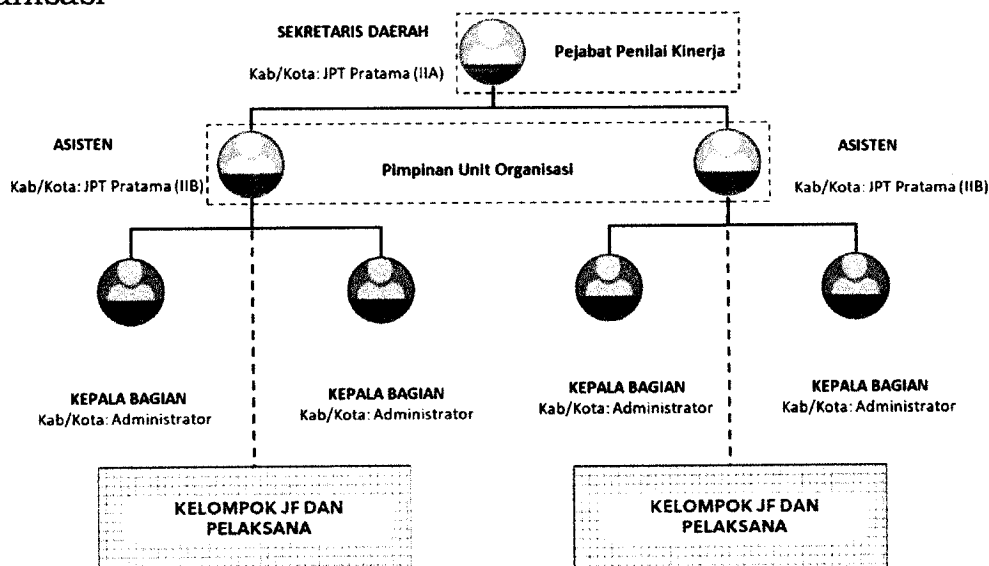 SEKRETARIS DAERAH
Kab/Kota: JPT Pratama (IIA)
Pejabat Penilai Kinerja
ASISTEN
Kab/Kota: JPT Pratama (IIB)
Pimpinan Unit Organisasi
ASISTEN
Kab/Kota: JPT Pratama (IIB)
KEPALA BAGIAN
Kab/Kota: Administrator
KEPALA BAGIAN
Kab/Kota: Administrator
KEPALA BAGIAN
Kab/Kota: Administrator
KEPALA BAGIAN
Kab/Kota: Administrator
KELOMPOK JF DAN
PELAKSANA
KELOMPOK JF DAN
PELAKSANA